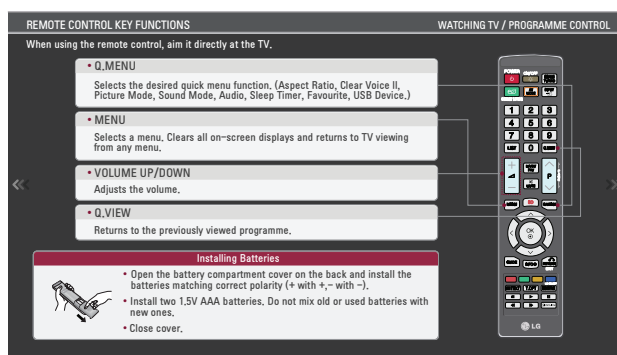 REMOTE CONTROL KEY FUNCTIONS
WATCHING TV / PROGRAMME CONTROL
When using the remote control, aim it directly at the TV.
• Q.MENU
Selects the desired quick menu function. (Aspect Ratio, Clear Voice II,
Picture Mode, Sound Mode, Audio, Sleep Timer, Favourite, USB Device.)
• MENU
Selects a menu. Clears all on-screen displays and returns to TV viewing
from any menu.
• VOLUME UP/DOWN
Adjusts the volume.
• Q.VIEW
Returns to the previously viewed programme.
Installing Batteries
• Open the battery compartment cover on the back and install the
batteries matching correct polarity (+ with +,- with -).
• Install two 1.5V AAA batteries. Do not mix old or used batteries with
new ones.
• Close cover.
POWER
1 2 3
4 5 6
7 8 9
LIST 0 Q.VIEW
+
P
-
OK
LG